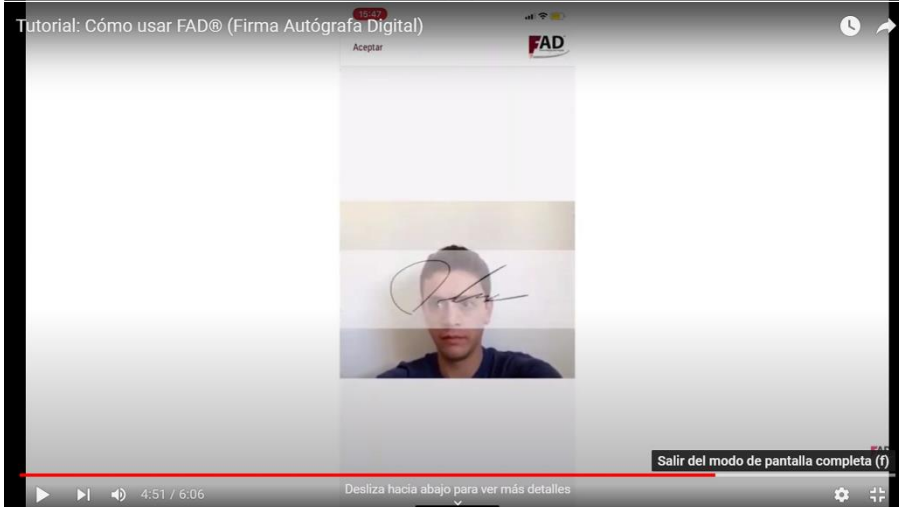 15:47
Tutorial: Cómo usar FAD® (Firma Autógrafa Digital)
Aceptar
FAD
FAD
Salir del modo de pantalla completa (f)
4:51 / 6:06
Desliza hacia abajo para ver más detalles